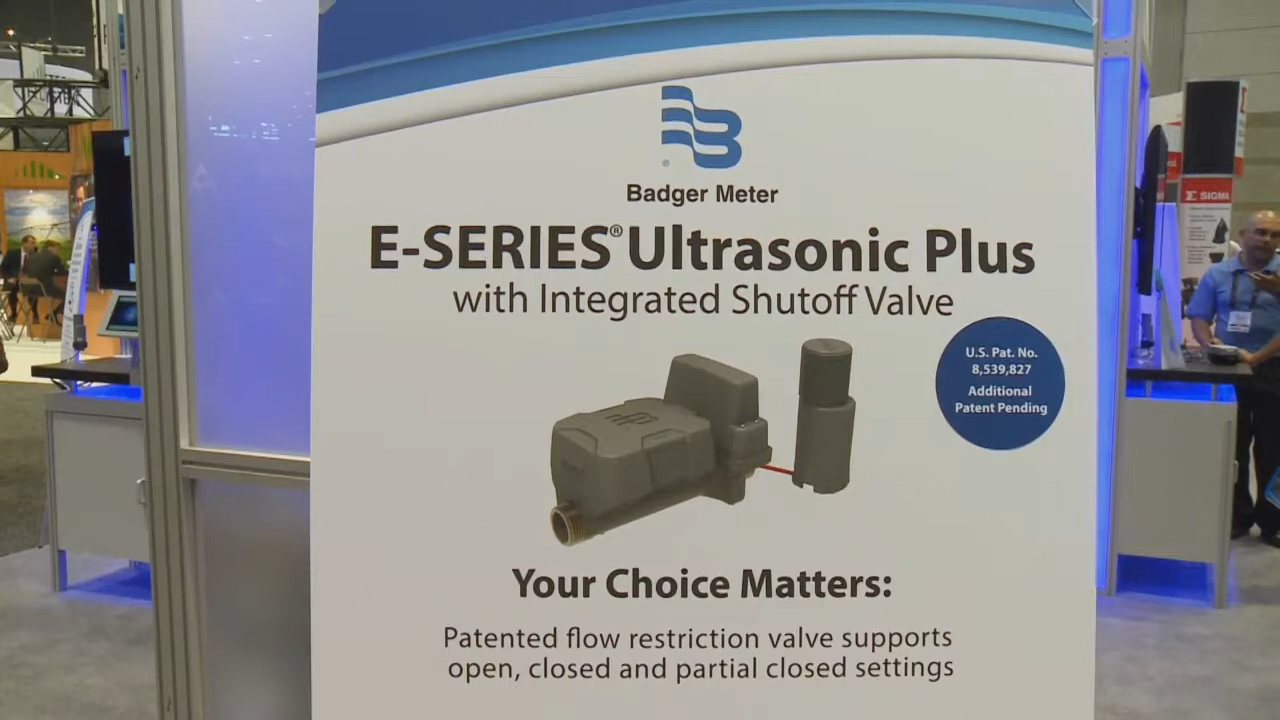 Badger Meter
E-SERIES® Ultrasonic Plus
with Integrated Shutoff Valve
U.S. Pat. No.
8,539,827
Additional
Patent Pending
Your Choice Matters:
Patented flow restriction valve supports
open, closed and partial closed settings
SIGMA